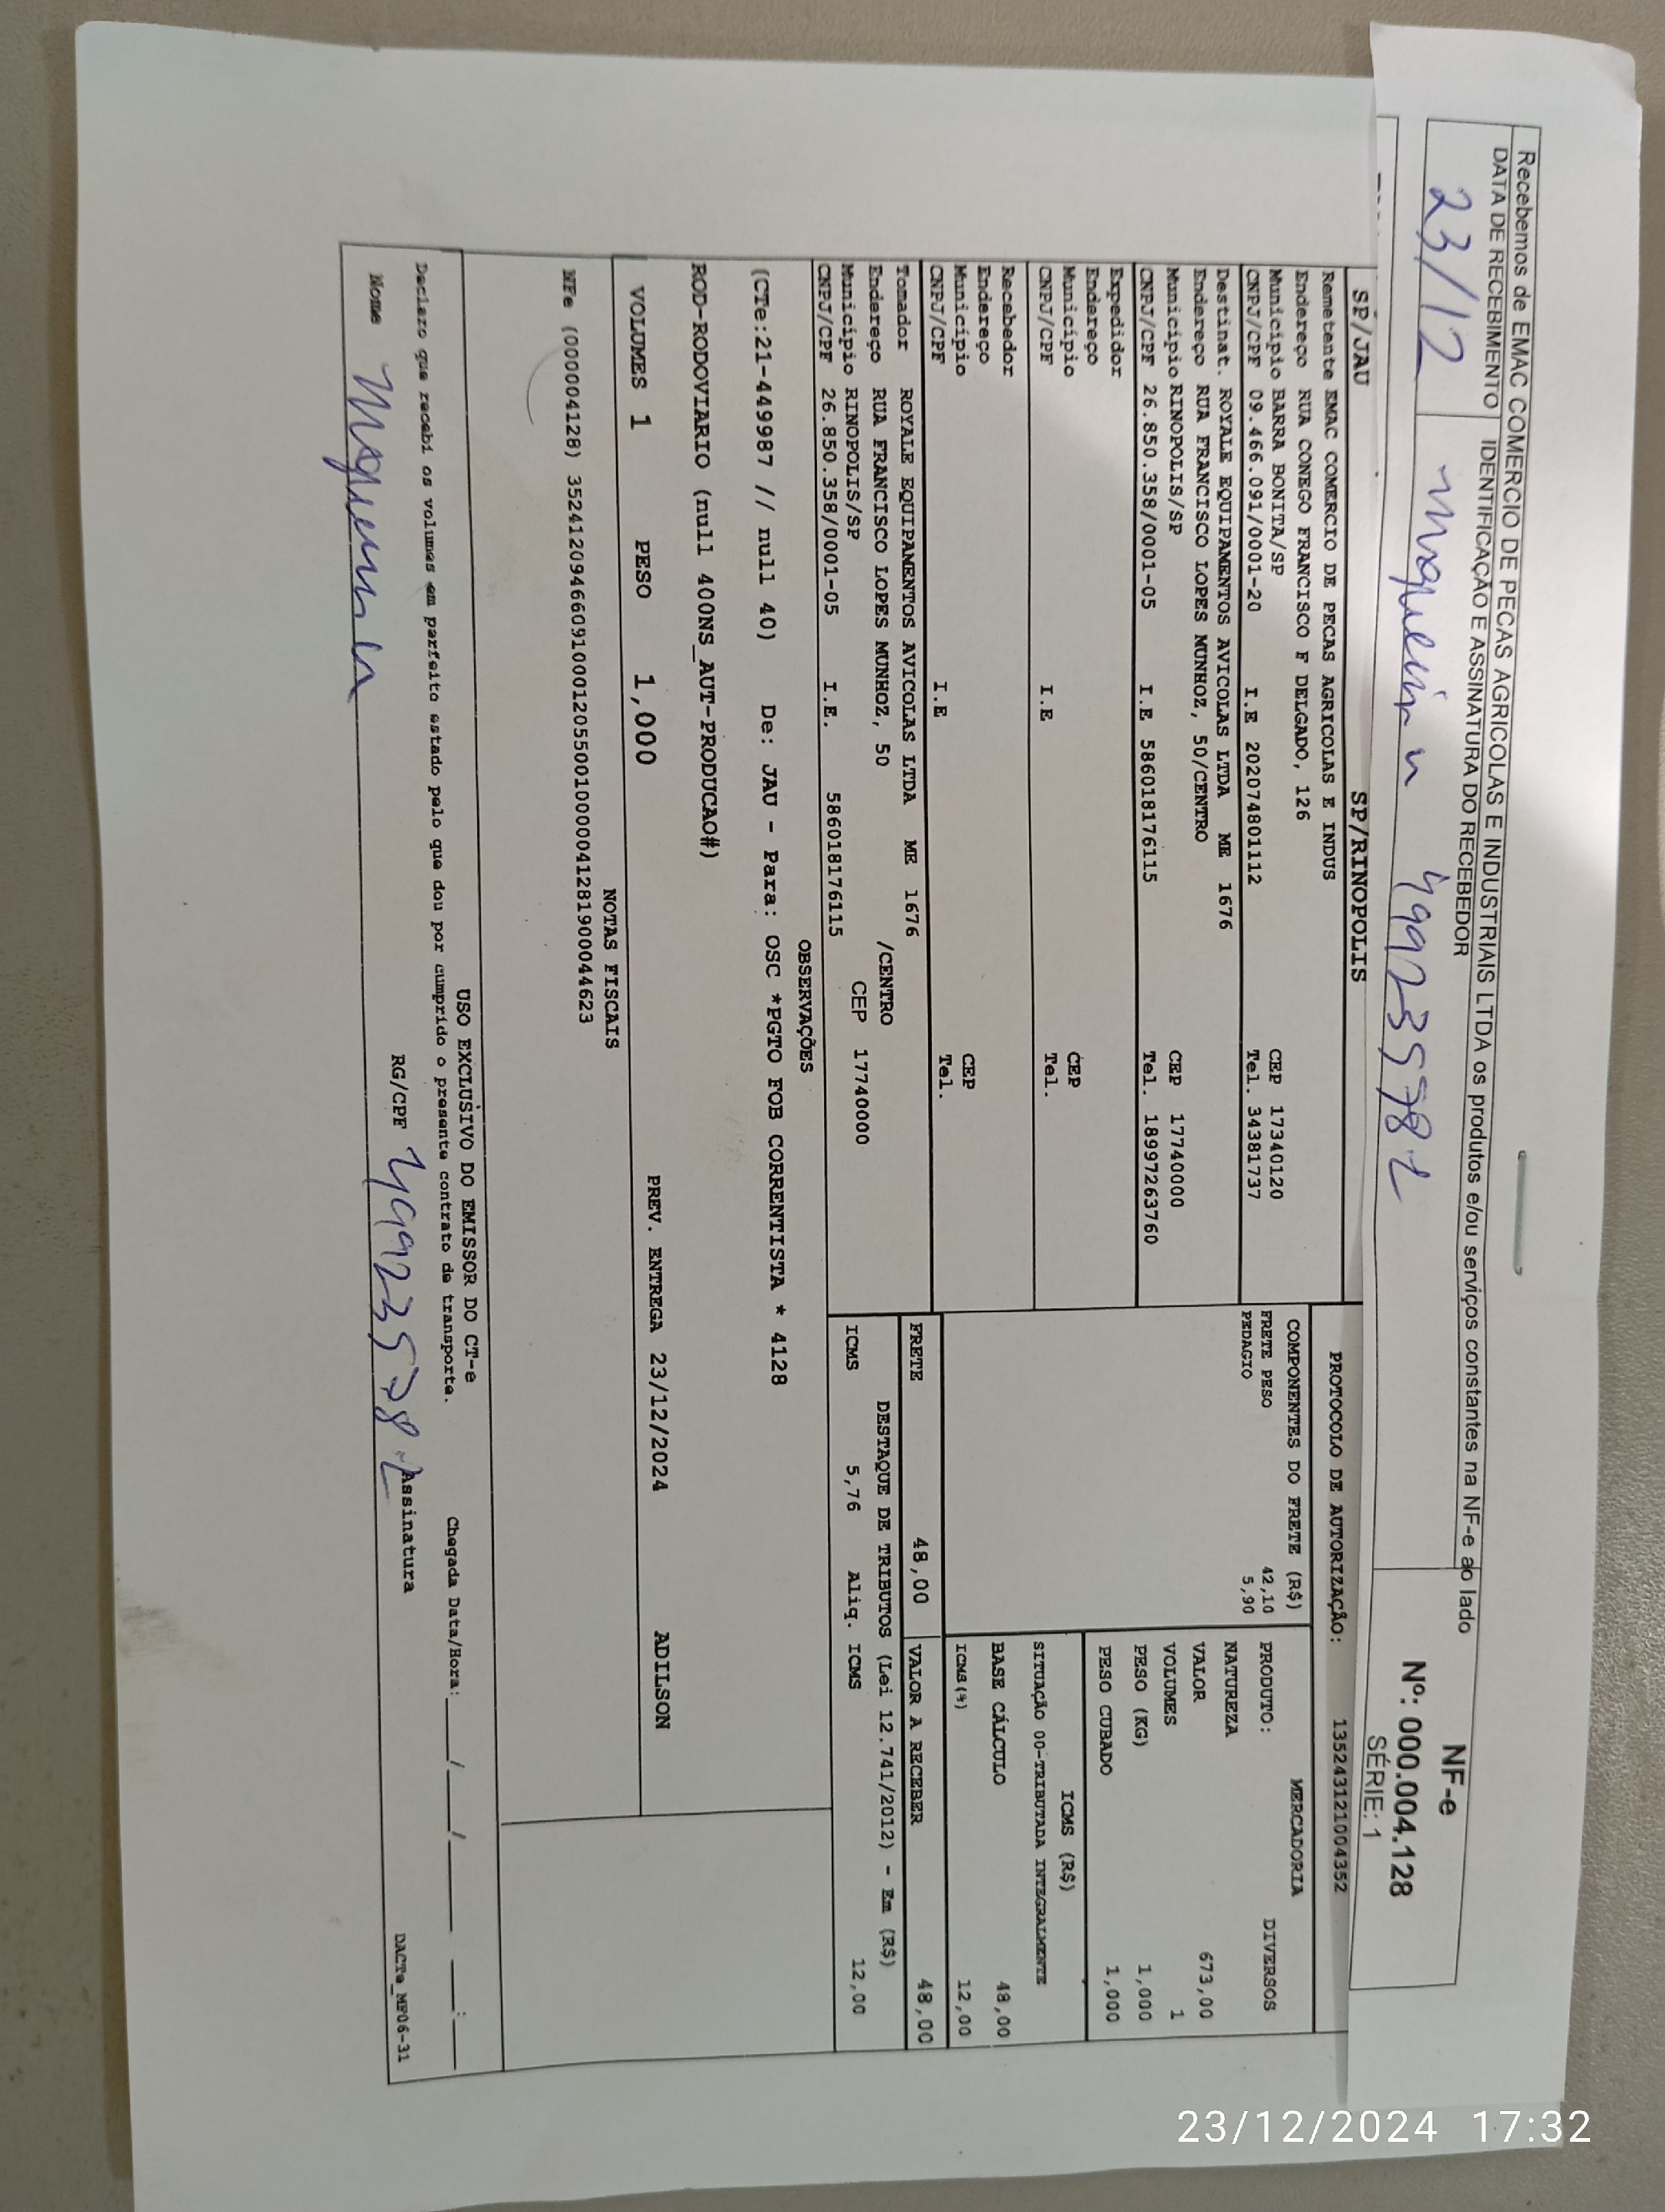 Recebemos de EMAC COMERCIO DE PECAS AGRICOLAS E INDUSTRIAIS LTDA os produtos e/ou serviços constantes na NF-e ao lado
DATA DE RECEBIMENTO IDENTIFICAÇÃO E ASSINATURA DO RECEBEDOR
23/12
NF-e
Nº: 000.004.128
SÉRIE: 1
SP/JAU SP/RINOPOLIS
PROTOCOLO DE AUTORIZAÇÃO: 135243121004352
Remetente EMAC COMERCIO DE PECAS AGRICOLAS E INDUS
Endereço RUA CONEGO FRANCISCO F DELGADO, 126
Município BARRA BONITA/SP CEP 17340120
CNPJ/CPF 09.466.091/0001-20 I.E 202074801112 Tel. 34381737
Destinat. ROYALE EQUIPAMENTOS AVICOLAS LTDA ME 1676
Endereço RUA FRANCISCO LOPES MUNHOZ, 50/CENTRO
Município RINOPOLIS/SP CEP 17740000
CNPJ/CPF 26.850.358/0001-05 I.E 586018176115 Tel. 18997263760
Expedidor
Endereço
Município CEP
CNPJ/CPF I.E Tel.
Recebedor
Endereço
Município CEP
CNPJ/CPF I.E Tel.
Tomador ROYALE EQUIPAMENTOS AVICOLAS LTDA ME 1676
Endereço RUA FRANCISCO LOPES MUNHOZ, 50 /CENTRO
Município RINOPOLIS/SP CEP 17740000
CNPJ/CPF 26.850.358/0001-05 I.E. 586018176115
COMPONENTES DO FRETE (R$)
FRETE PESO 42,10
PEDAGIO 5,90
MERCADORIA
PRODUTO: DIVERSOS
NATUREZA
VALOR 673,00
VOLUMES 1
PESO (KG) 1,000
PESO CUBADO 1,000
ICMS (R$)
SITUAÇÃO 00-TRIBUTADA INTEGRALMENTE
BASE CÁLCULO 48,00
ICMS(%) 12,00
FRETE 48,00 VALOR A RECEBER 48,00
DESTAQUE DE TRIBUTOS (Lei 12.741/2012) - Em (R$)
ICMS 5,76 Aliq. ICMS 12,00
OBSERVAÇÕES
(CTe:21-449987 // null 40) De: JAU - Para: OSC *PGTO FOB CORRENTISTA * 4128
ROD-RODOVIARIO (null 400NS_AUT-PRODUCAO#)
VOLUMES 1 PESO 1,000 PREV. ENTREGA 23/12/2024 ADILSON
NOTAS FISCAIS
NFe (000004128) 35241209466091000120550010000041281900044623
USO EXCLUSIVO DO EMISSOR DO CT-e
Declaro que recebi os volumes em parfeito estado pelo que dou por cumprido o presente contrato de transporte. Chegada Data/Hora: ___/___/___ ___:___
Nome RG/CPF Assinatura
DACTe_MF06-31
23/12/2024 17:32